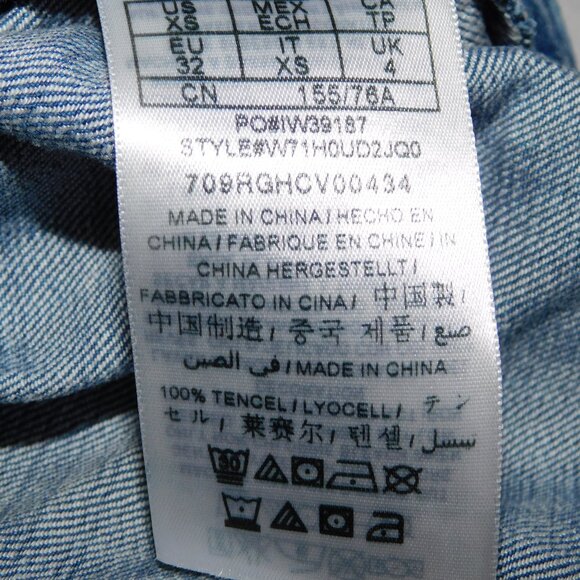 US MEX CA
XS ECH TP
EU IT UK
32 XS 4
CN 155/76A
PO#IW39187
STYLE#W71H0UD2JQ0
709RGHCV00434
MADE IN CHINA / HECHO EN
CHINA / FABRIQUE EN CHINE / IN
CHINA HERGESTELLT /
FABBRICATO IN CINA / 中国製 /
中国制造 / 중국 제품 / صنع
في الصين / MADE IN CHINA
100% TENCEL / LYOCELL / テン
セル / 莱赛尔 / 텐셀 / سسل
30